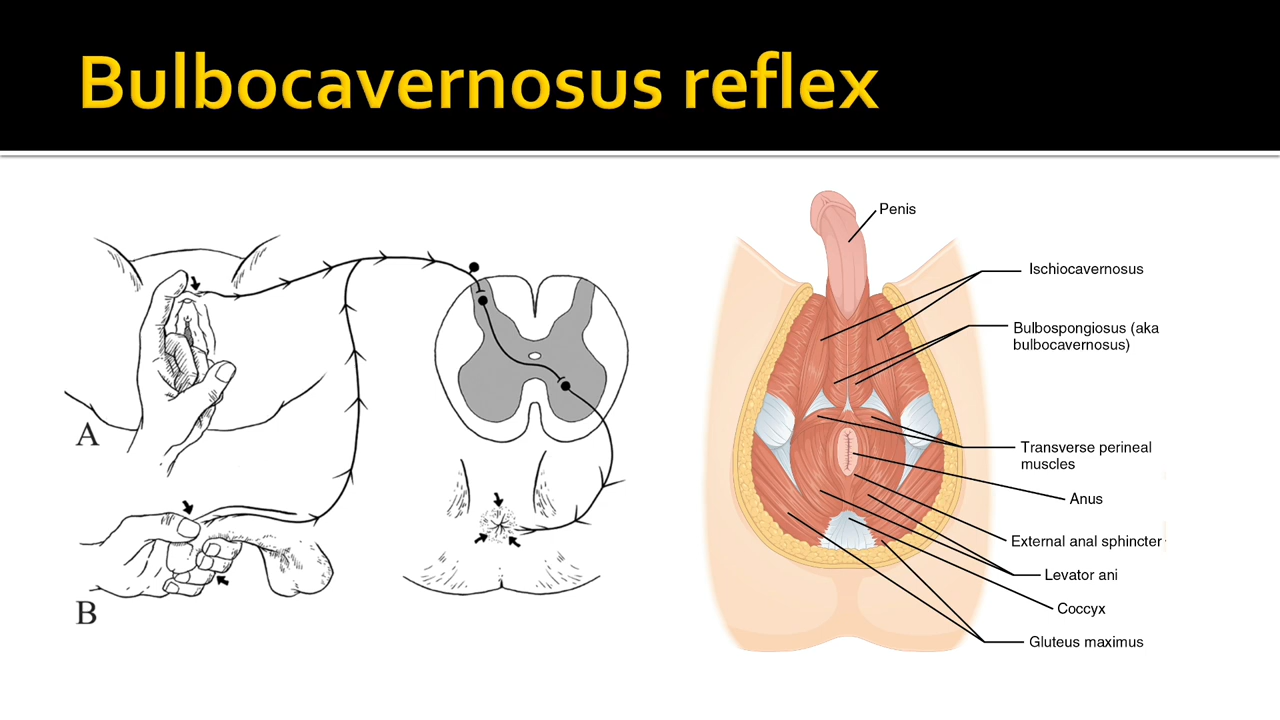 Bulbocavernosus reflex
A
B
Penis
Ischiocavernosus
Bulbospongiosus (aka
bulbocavernosus)
Transverse perineal
muscles
Anus
External anal sphincter
Levator ani
Coccyx
Gluteus maximus